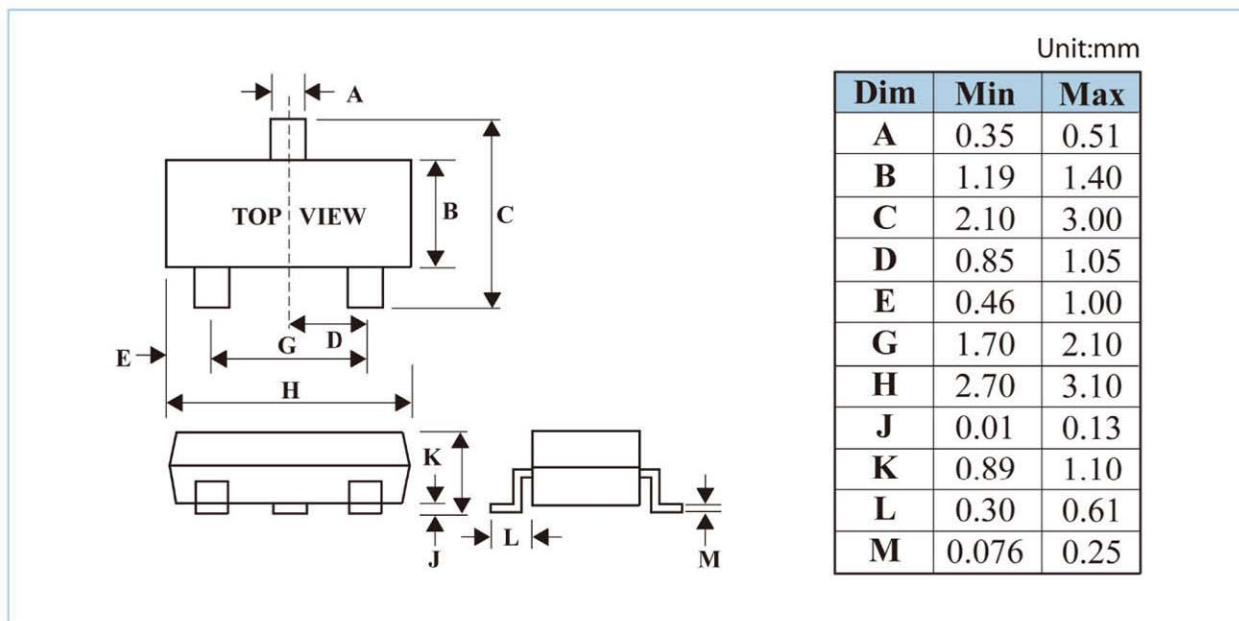 Unit:mm
A
TOP VIEW
B
C
D
G
E
H
K
J
L
M
Dim Min Max
A 0.35 0.51
B 1.19 1.40
C 2.10 3.00
D 0.85 1.05
E 0.46 1.00
G 1.70 2.10
H 2.70 3.10
J 0.01 0.13
K 0.89 1.10
L 0.30 0.61
M 0.076 0.25